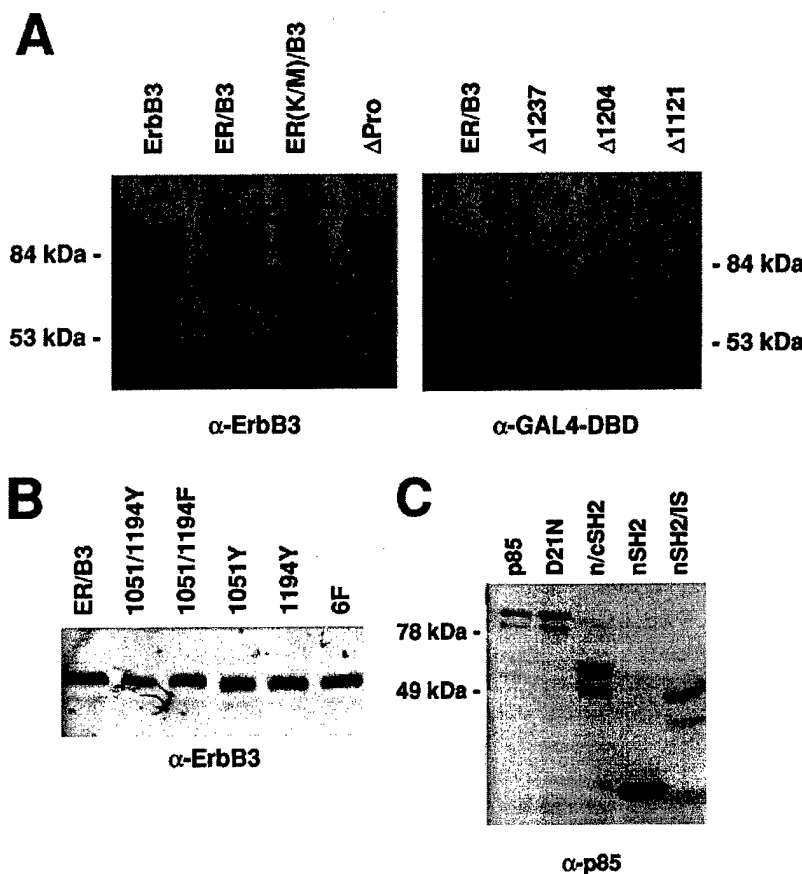 A
ErbB3
ER/B3
ER(K/M)/B3
ΔPro
ER/B3
Δ1237
Δ1204
Δ1121
84 kDa -
53 kDa -
- 84 kDa
- 53 kDa
α-ErbB3
α-GAL4-DBD
B
ER/B3
1051/1194Y
1051/1194F
1051Y
1194Y
6F
α-ErbB3
C
p85
D21N
n/cSH2
nSH2
nSH2/IS
78 kDa -
49 kDa -
α-p85